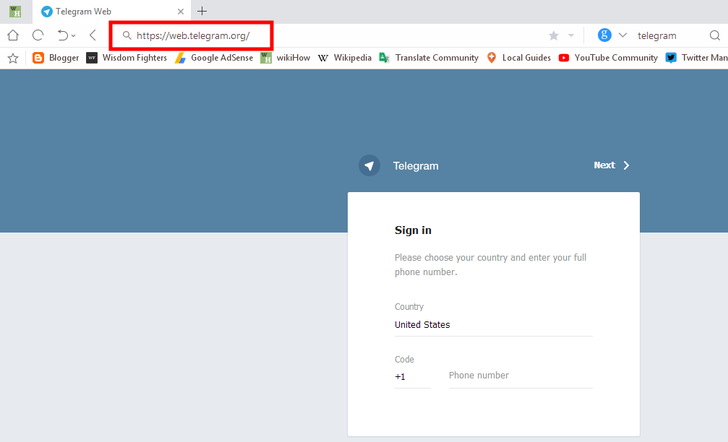 Telegram Web
https://web.telegram.org/
telegram
Blogger WF Wisdom Fighters Google AdSense wikiHow W Wikipedia Translate Community Local Guides YouTube Community Twitter Man
Telegram
Next
Sign in
Please choose your country and enter your full
phone number.
Country
United States
Code
+1 Phone number